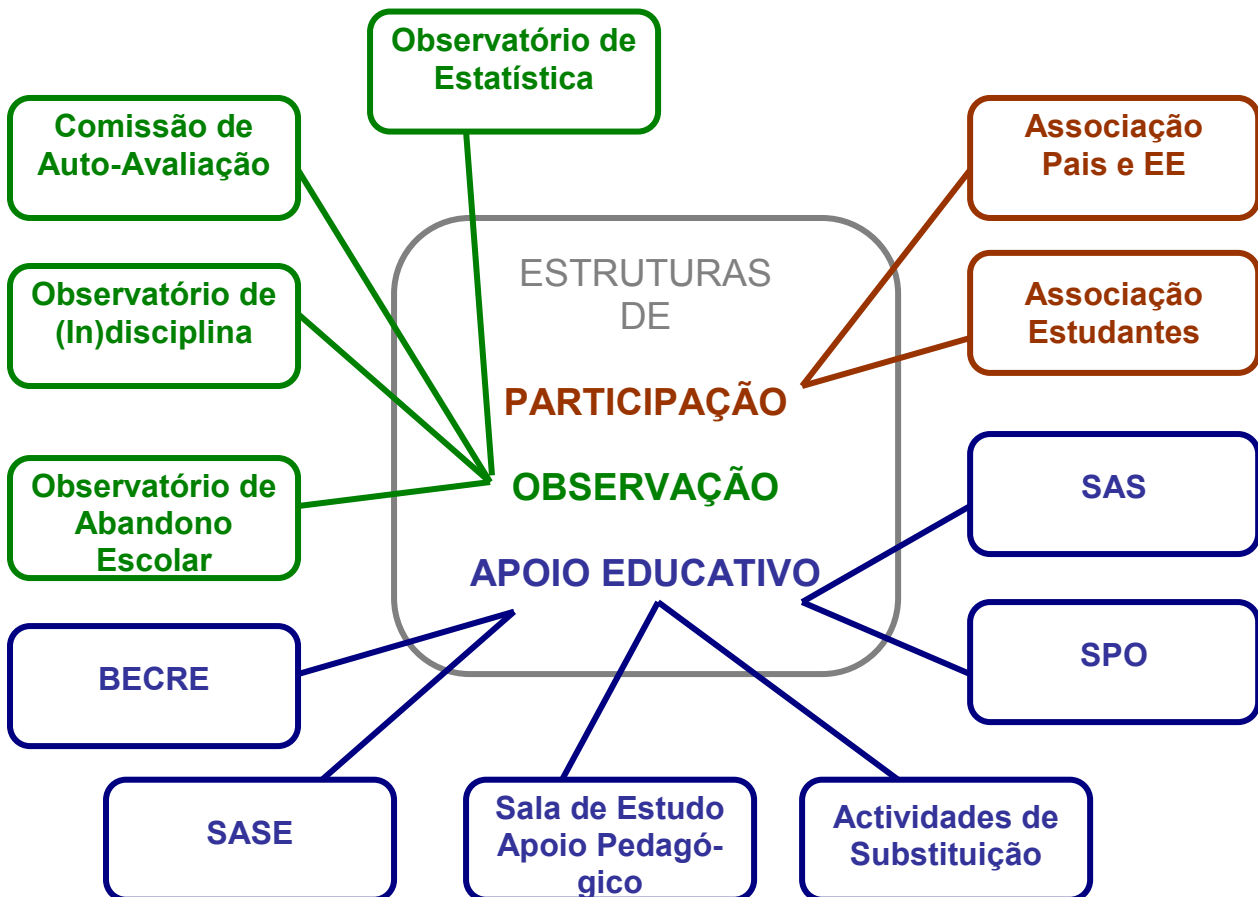 Observatório de
Estatística
Comissão de
Auto-Avaliação
Associação
Pais e EE
ESTRUTURAS
DE
Observatório de
(In)disciplina
Associação
Estudantes
PARTICIPAÇÃO
OBSERVAÇÃO
Observatório de
Abandono
Escolar
SAS
APOIO EDUCATIVO
BECRE
SPO
SASE
Sala de Estudo
Apoio Pedagó-
gico
Actividades de
Substituição